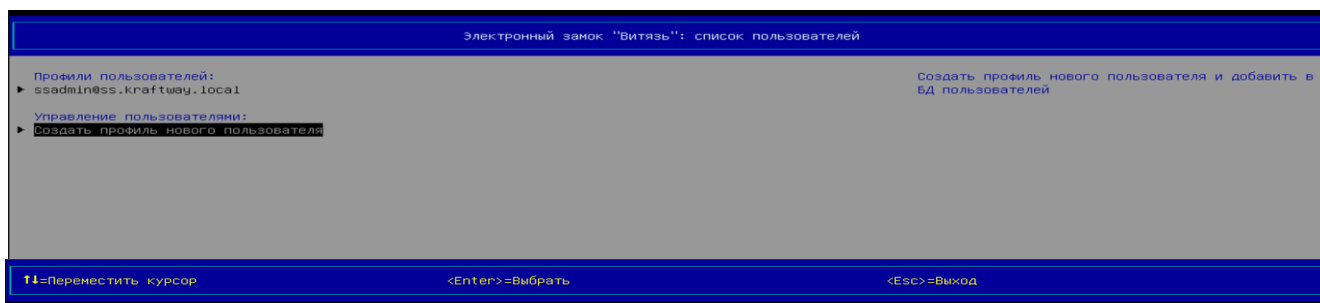 Электронный замок "Витязь": список пользователей
Профили пользователей:
ssadmin@ss.kraftway.local
Управление пользователями:
Создать профиль нового пользователя
Создать профиль нового пользователя и добавить в
БД пользователей
↑↓=Переместить курсор
<Enter>=Выбрать
<Esc>=Выход